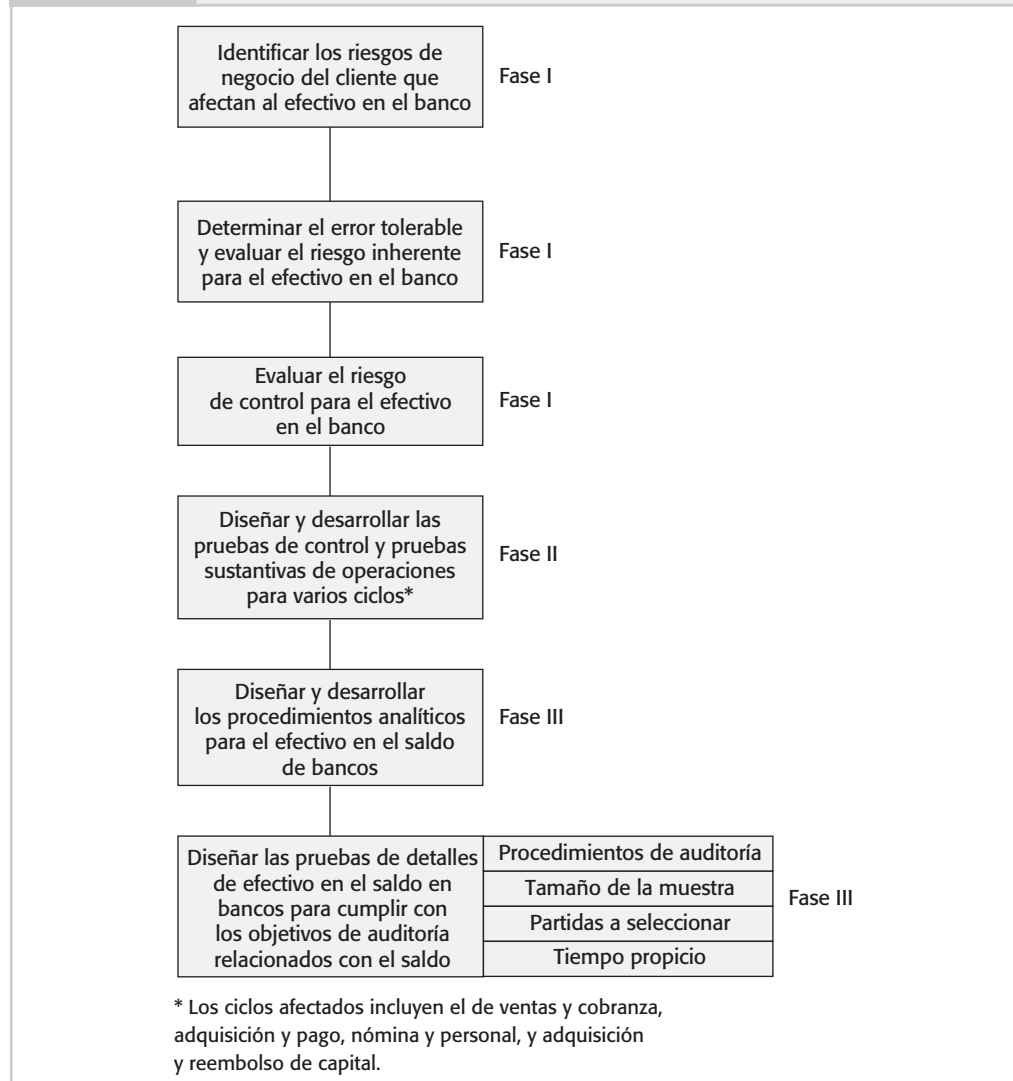 Identificar los riesgos de
negocio del cliente que
afectan al efectivo en el banco
Fase I
Determinar el error tolerable
y evaluar el riesgo inherente
para el efectivo en el banco
Fase I
Evaluar el riesgo
de control para el efectivo
en el banco
Fase I
Diseñar y desarrollar las
pruebas de control y pruebas
sustantivas de operaciones
para varios ciclos*
Fase II
Diseñar y desarrollar
los procedimientos analíticos
para el efectivo en el saldo
de bancos
Fase III
Diseñar las pruebas de detalles
de efectivo en el saldo en
bancos para cumplir con
los objetivos de auditoría
relacionados con el saldo
Procedimientos de auditoría
Tamaño de la muestra
Partidas a seleccionar
Tiempo propicio
Fase III
* Los ciclos afectados incluyen el de ventas y cobranza,
adquisición y pago, nómina y personal, y adquisición
y reembolso de capital.